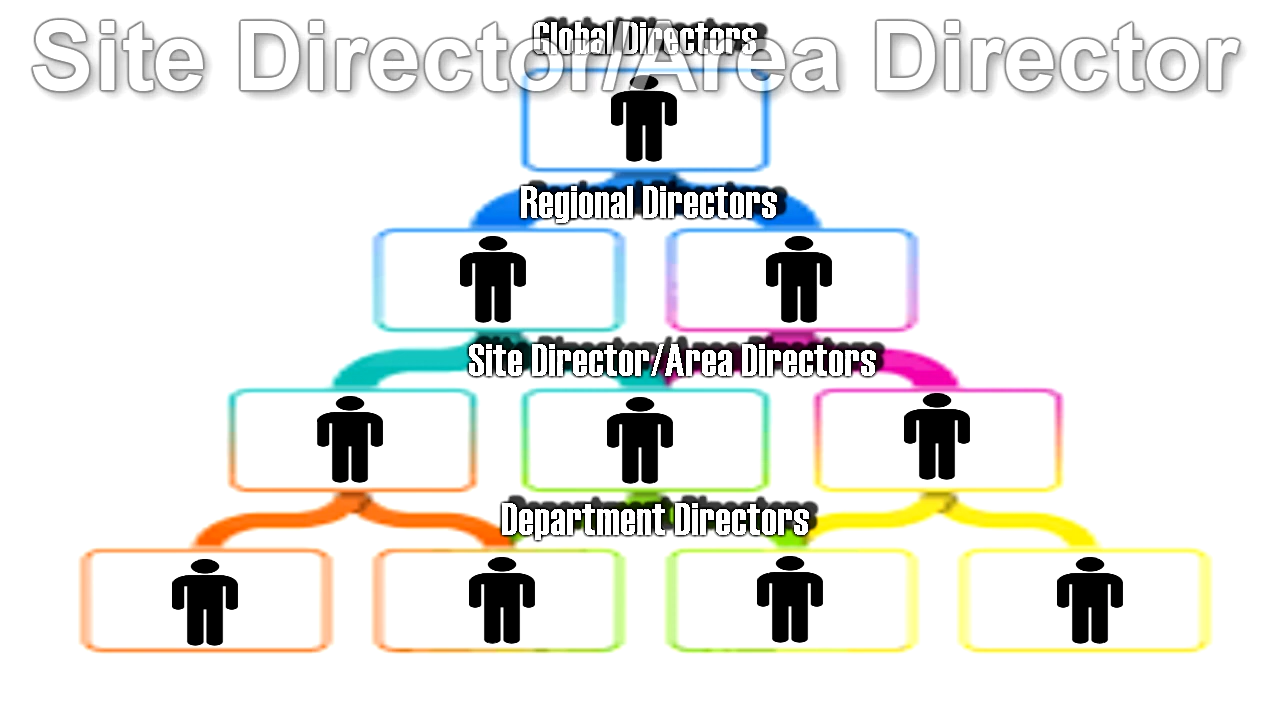 Site Director/Area Director
Global Directors
Regional Directors
Site Director/Area Directors
Department Directors